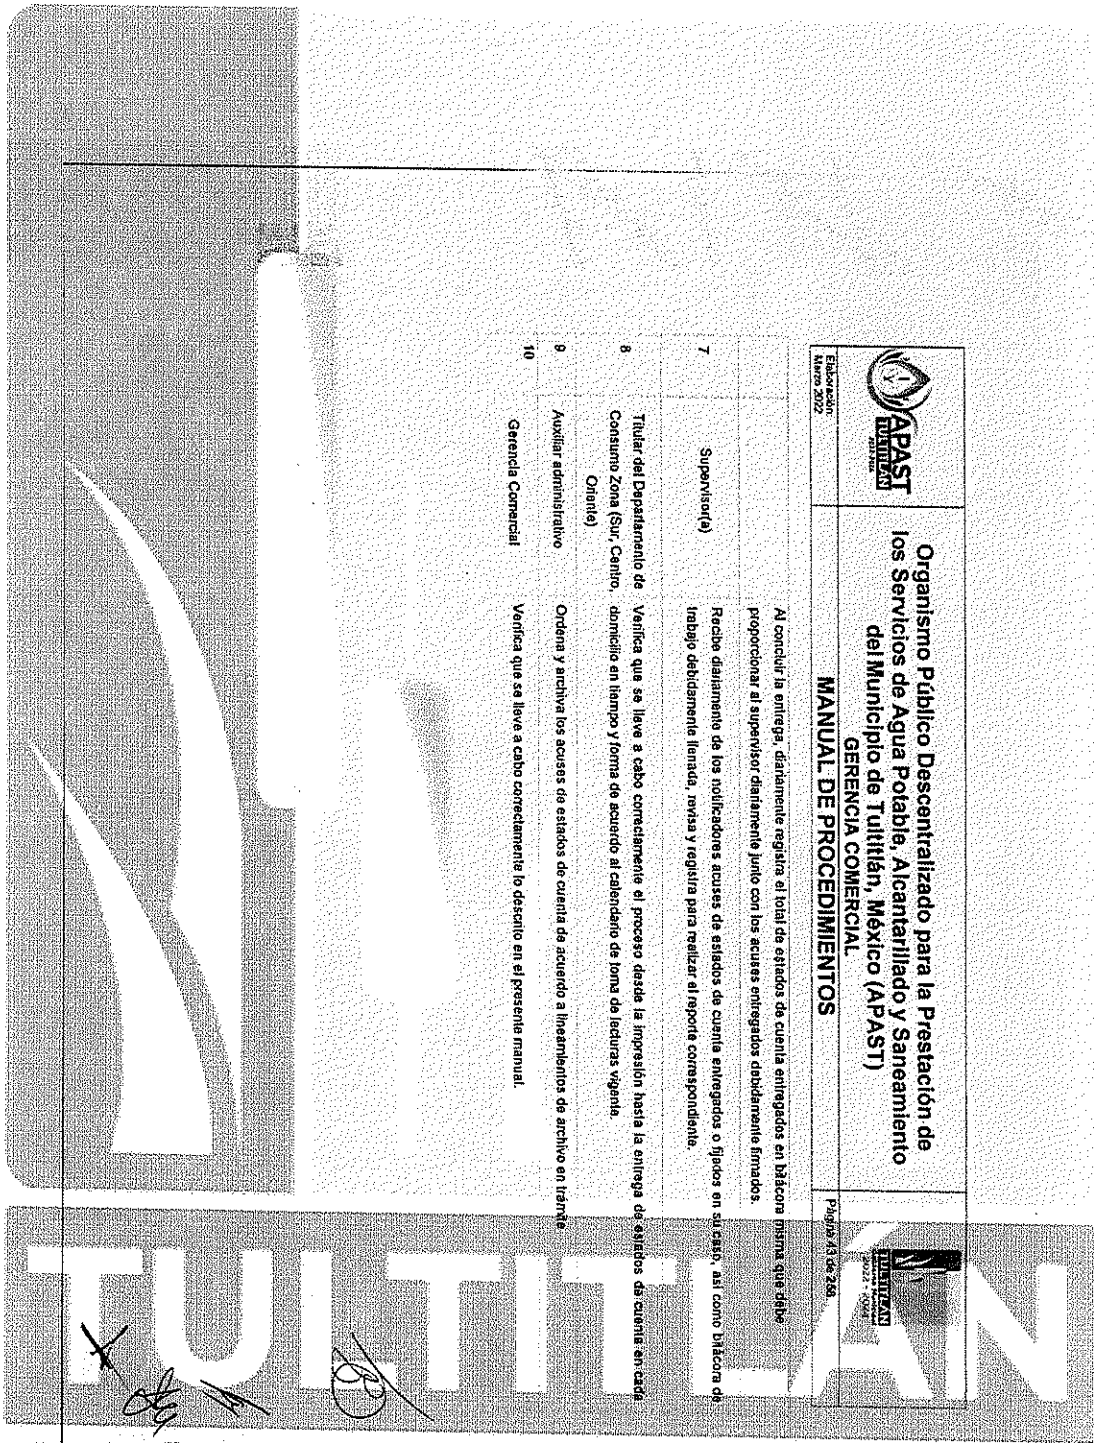 APAST
TULTITLÁN
Organismo Público Descentralizado para la Prestación de
los Servicios de Agua Potable, Alcantarillado y Saneamiento
del Municipio de Tultitlán, México (APAST)
GERENCIA COMERCIAL
TULTITLÁN
Elaboración:
Marzo 2022
MANUAL DE PROCEDIMIENTOS
Página 43 de 258.
Al concluir la entrega, diariamente registra el total de estados de cuenta entregados en bitácora misma que debe
proporcionar al supervisor diariamente junto con los acuses entregados debidamente firmados.
7
Supervisor(a)
Recibe diariamente de los notificadores acuses de estados de cuenta entregados o fijados en su caso, así como bitácora de
trabajo debidamente llenada, revisa y registra para realizar el reporte correspondiente.
8
Titular del Departamento de
Consumo Zona (Sur, Centro,
Oriente)
Verifica que se lleve a cabo correctamente el proceso desde la impresión hasta la entrega de estados de cuenta en cada
domicilio en tiempo y forma de acuerdo al calendario de toma de lecturas vigente.
9
Auxiliar administrativo
Ordena y archiva los acuses de estados de cuenta de acuerdo a lineamientos de archivo en trámite
10
Gerencia Comercial
Verifica que se lleve a cabo correctamente lo descrito en el presente manual.
TULTITLÁN